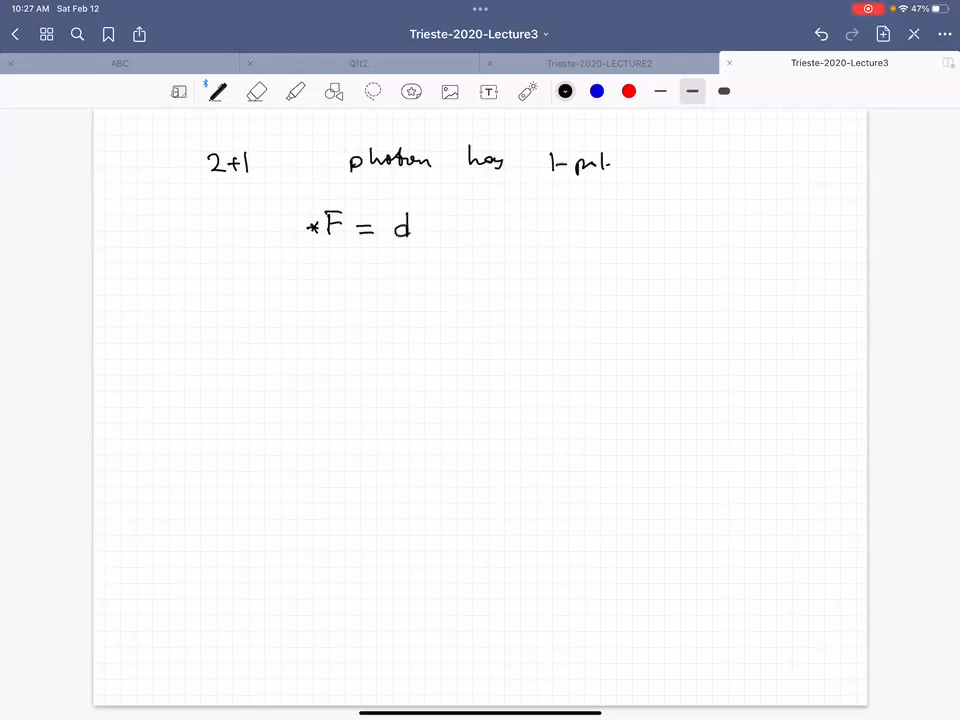 10:27 AM Sat Feb 12
47%
Trieste-2020-Lecture3
ABC
Qft2.
Trieste-2020-LECTURE2
Trieste-2020-Lecture3
2+1 photon has 1-pol.
*F = d